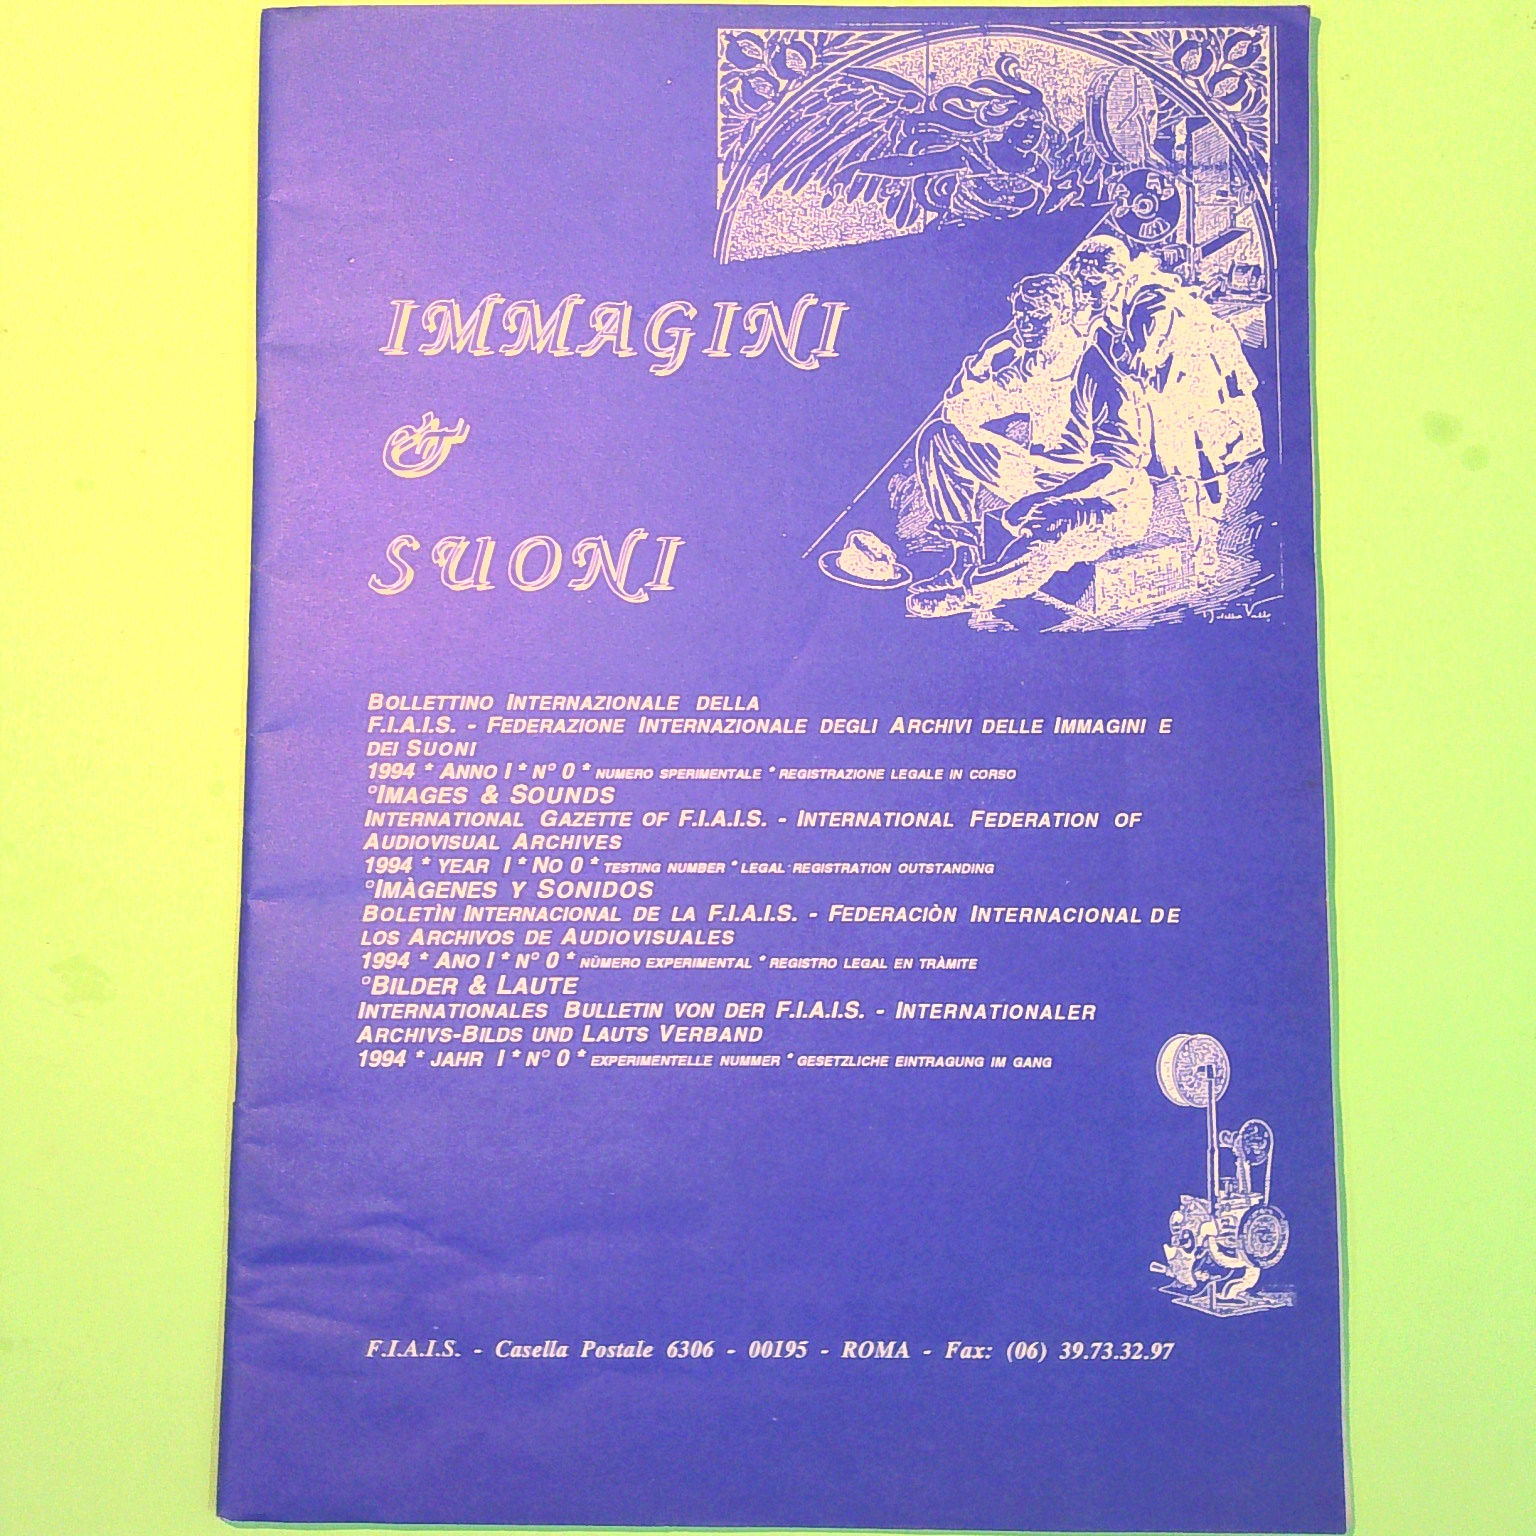 IMMAGINI
&
SUONI
BOLLETTINO INTERNAZIONALE DELLA
F.I.A.I.S. - FEDERAZIONE INTERNAZIONALE DEGLI ARCHIVI DELLE IMMAGINI E
DEI SUONI
1994 * ANNO I * N° 0 * NUMERO SPERIMENTALE * REGISTRAZIONE LEGALE IN CORSO
°IMAGES & SOUNDS
INTERNATIONAL GAZETTE OF F.I.A.I.S. - INTERNATIONAL FEDERATION OF
AUDIOVISUAL ARCHIVES
1994 * YEAR I * NO 0 * TESTING NUMBER * LEGAL REGISTRATION OUTSTANDING
°IMÀGENES Y SONIDOS
BOLETÌN INTERNACIONAL DE LA F.I.A.I.S. - FEDERACIÒN INTERNACIONAL DE
LOS ARCHIVOS DE AUDIOVISUALES
1994 * ANO I * N° 0 * NÙMERO EXPERIMENTAL * REGISTRO LEGAL EN TRÀMITE
°BILDER & LAUTE
INTERNATIONALES BULLETIN VON DER F.I.A.I.S. - INTERNATIONALER
ARCHIVS-BILDS UND LAUTS VERBAND
1994 * JAHR I * N° 0 * EXPERIMENTELLE NUMMER * GESETZLICHE EINTRAGUNG IM GANG
F.I.A.I.S. - Casella Postale 6306 - 00195 - ROMA - Fax: (06) 39.73.32.97